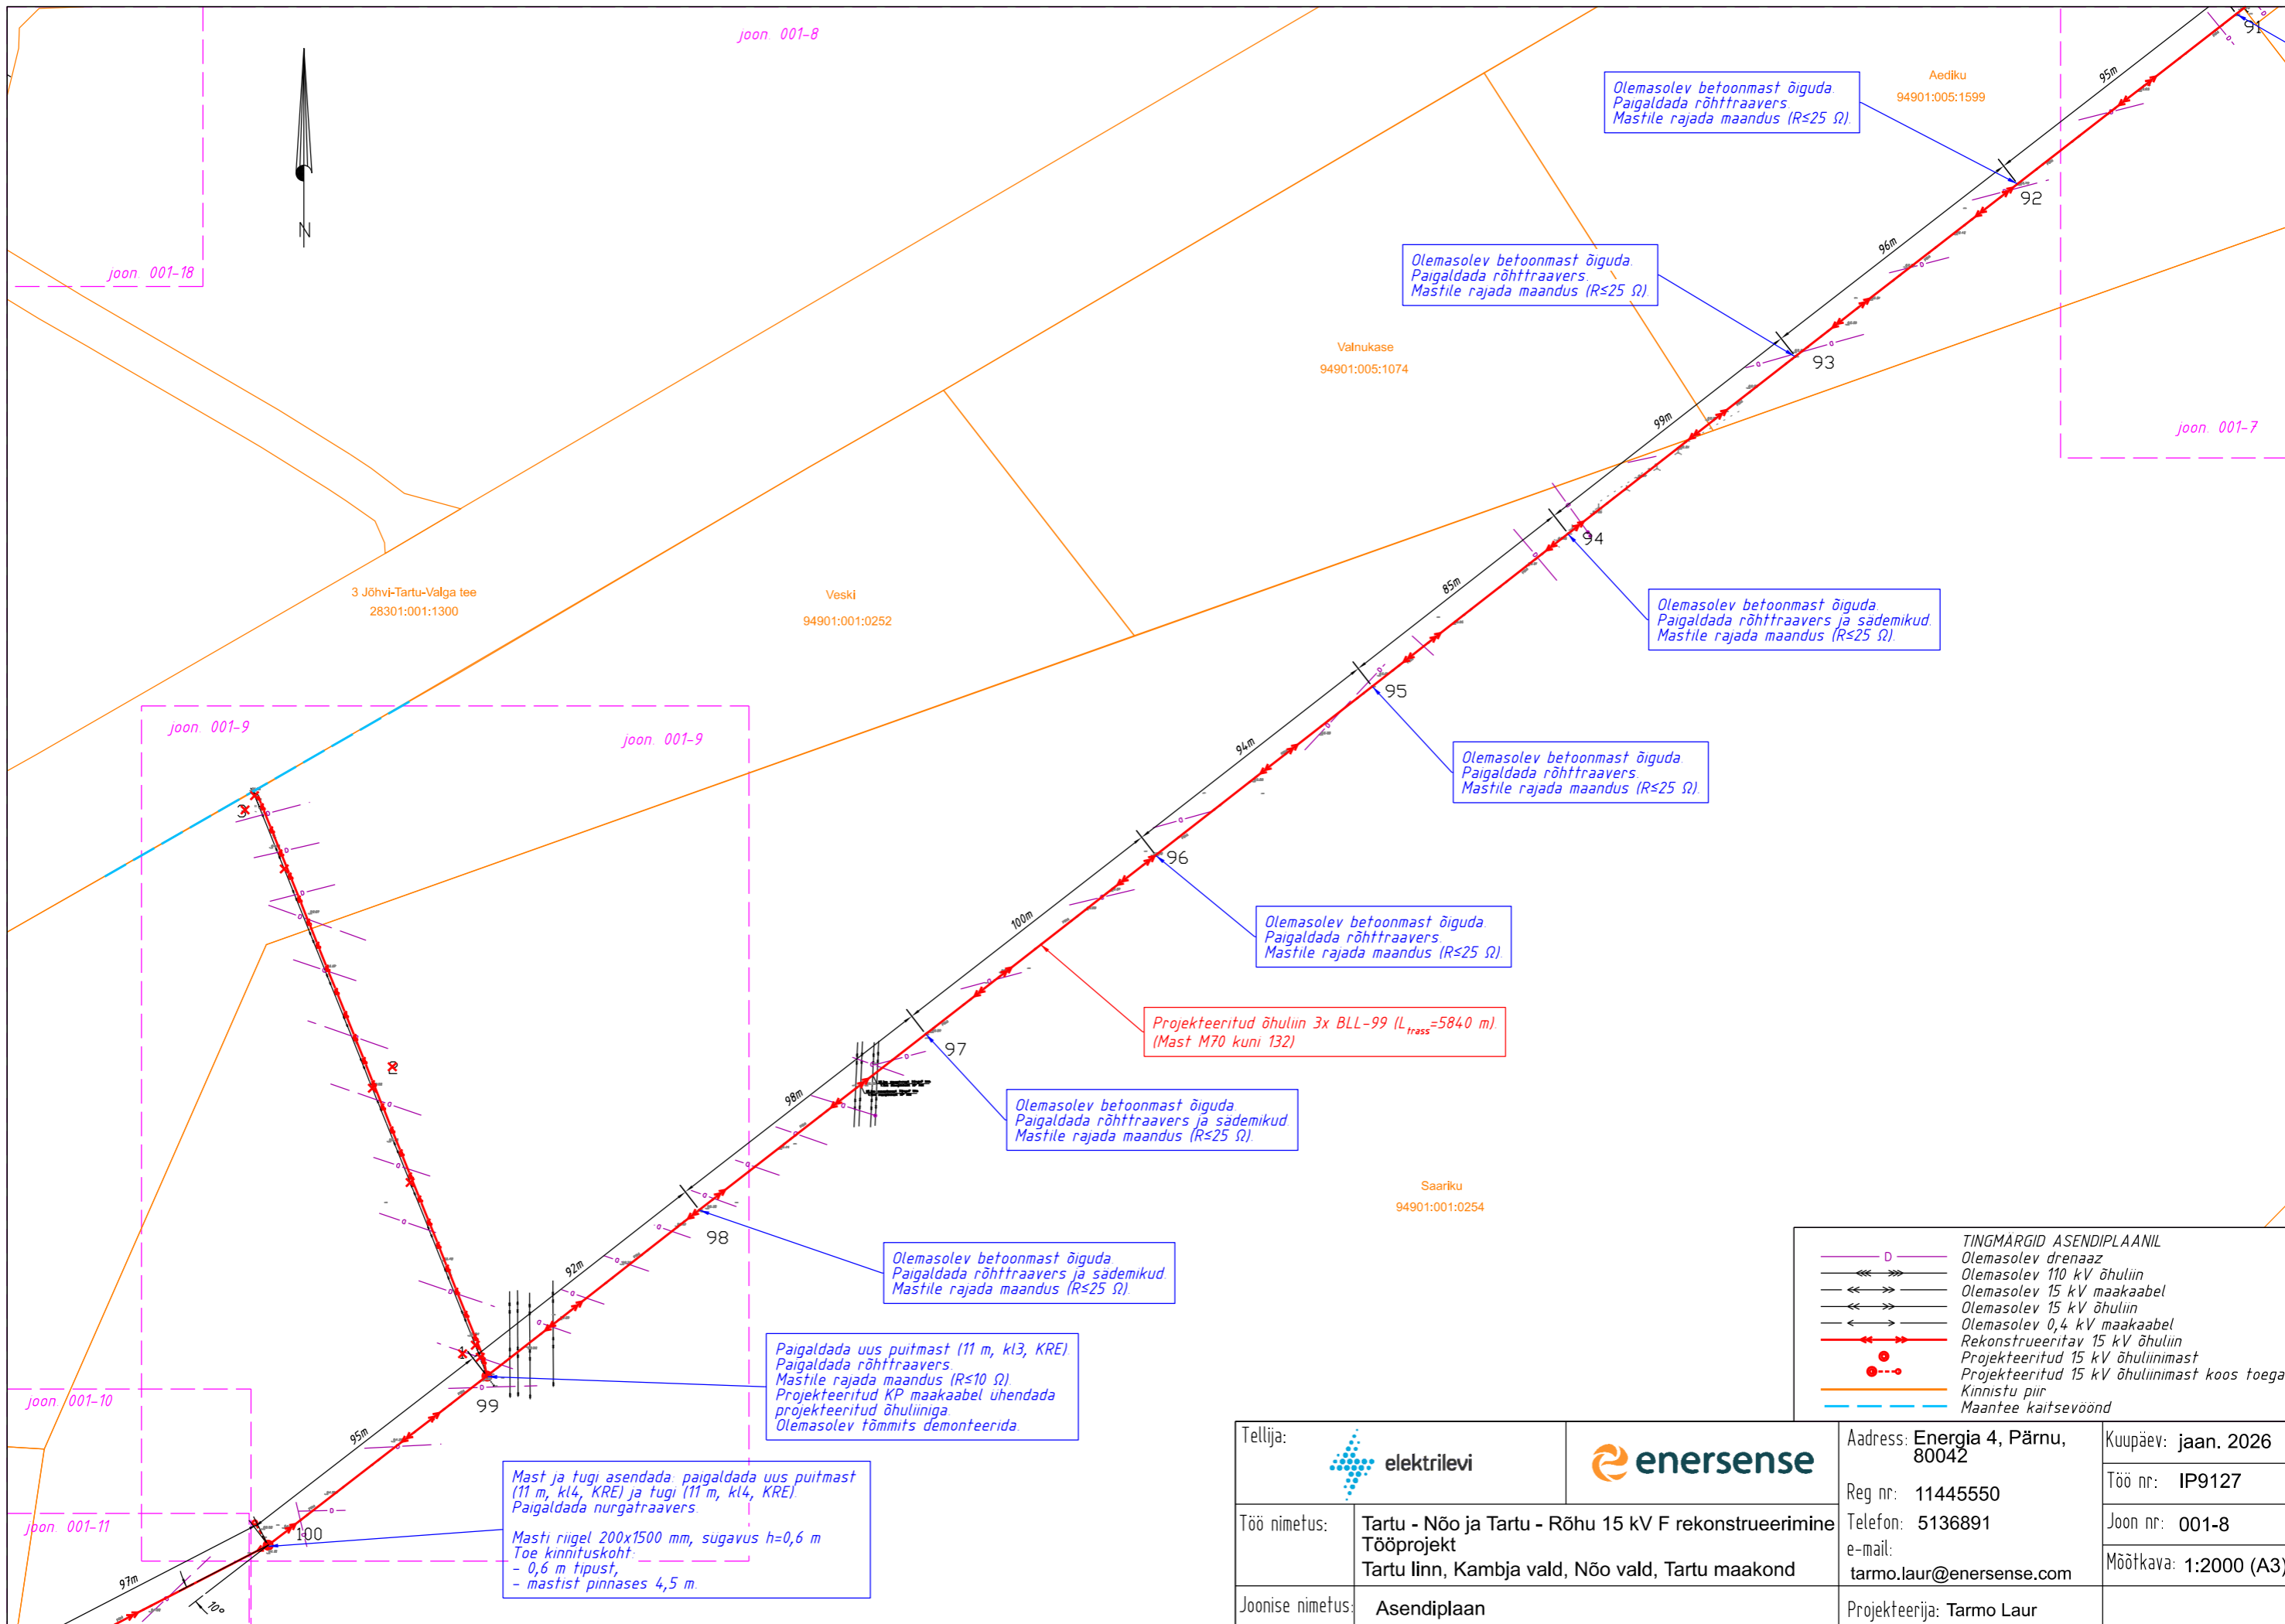 joon. 001-8
joon. 001-18
N
91
95m
Aediku
94901:005:1599
Olemasolev betoonmast õiguda.
Paigaldada rõhttraavers.
Mastile rajada maandus (R≤25 Ω).
92
96m
Olemasolev betoonmast õiguda.
Paigaldada rõhttraavers.
Mastile rajada maandus (R≤25 Ω).
93
Valnukase
94901:005:1074
99m
joon. 001-7
94
85m
3 Jõhvi-Tartu-Valga tee
28301:001:1300
Veski
94901:001:0252
Olemasolev betoonmast õiguda.
Paigaldada rõhttraavers ja sädemikud.
Mastile rajada maandus (R≤25 Ω).
95
joon. 001-9
joon. 001-9
94m
Olemasolev betoonmast õiguda.
Paigaldada rõhttraavers.
Mastile rajada maandus (R≤25 Ω).
3
96
100m
Olemasolev betoonmast õiguda.
Paigaldada rõhttraavers.
Mastile rajada maandus (R≤25 Ω).
Projekteeritud õhuliin 3x BLL-99 (Ltrass=5840 m).
(Mast M70 kuni 132)
97
2
98m
Olemasolev betoonmast õiguda.
Paigaldada rõhttraavers ja sädemikud.
Mastile rajada maandus (R≤25 Ω).
Saariku
94901:001:0254
98
92m
Olemasolev betoonmast õiguda.
Paigaldada rõhttraavers ja sädemikud.
Mastile rajada maandus (R≤25 Ω).
1
99
Paigaldada uus puitmast (11 m, kl3, KRE).
Paigaldada rõhttraavers.
Mastile rajada maandus (R≤10 Ω).
Projekteeritud KP maakaabel ühendada
projekteeritud õhuliiniga.
Olemasolev tõmmits demonteerida.
joon. 001-10
95m
Mast ja tugi asendada: paigaldada uus puitmast
(11 m, kl4, KRE) ja tugi (11 m, kl4, KRE).
Paigaldada nurgatraavers.
Masti riigel 200x1500 mm, sügavus h=0,6 m
Toe kinnituskoht:
- 0,6 m tipust,
- mastist pinnases 4,5 m.
joon. 001-11
100
97m
10°
TINGMÄRGID ASENDIPLAANIL
D Olemasolev drenaaz
Olemasolev 110 kV õhuliin
Olemasolev 15 kV maakaabel
Olemasolev 15 kV õhuliin
Olemasolev 0,4 kV maakaabel
Rekonstrueeritav 15 kV õhuliin
Projekteeritud 15 kV õhuliinimast
Projekteeritud 15 kV õhuliinimast koos toega
Kinnistu piir
Maantee kaitsevöönd
Tellija:
elektrilevi
enersense
Aadress: Energia 4, Pärnu,
80042
Reg nr: 11445550
Telefon: 5136891
e-mail:
tarmo.laur@enersense.com
Kuupäev: jaan. 2026
Töö nr: IP9127
Joon nr: 001-8
Mõõtkava: 1:2000 (A3)
Töö nimetus: Tartu - Nõo ja Tartu - Rõhu 15 kV F rekonstrueerimine
Tööprojekt
Tartu linn, Kambja vald, Nõo vald, Tartu maakond
Joonise nimetus: Asendiplaan
Projekteerija: Tarmo Laur